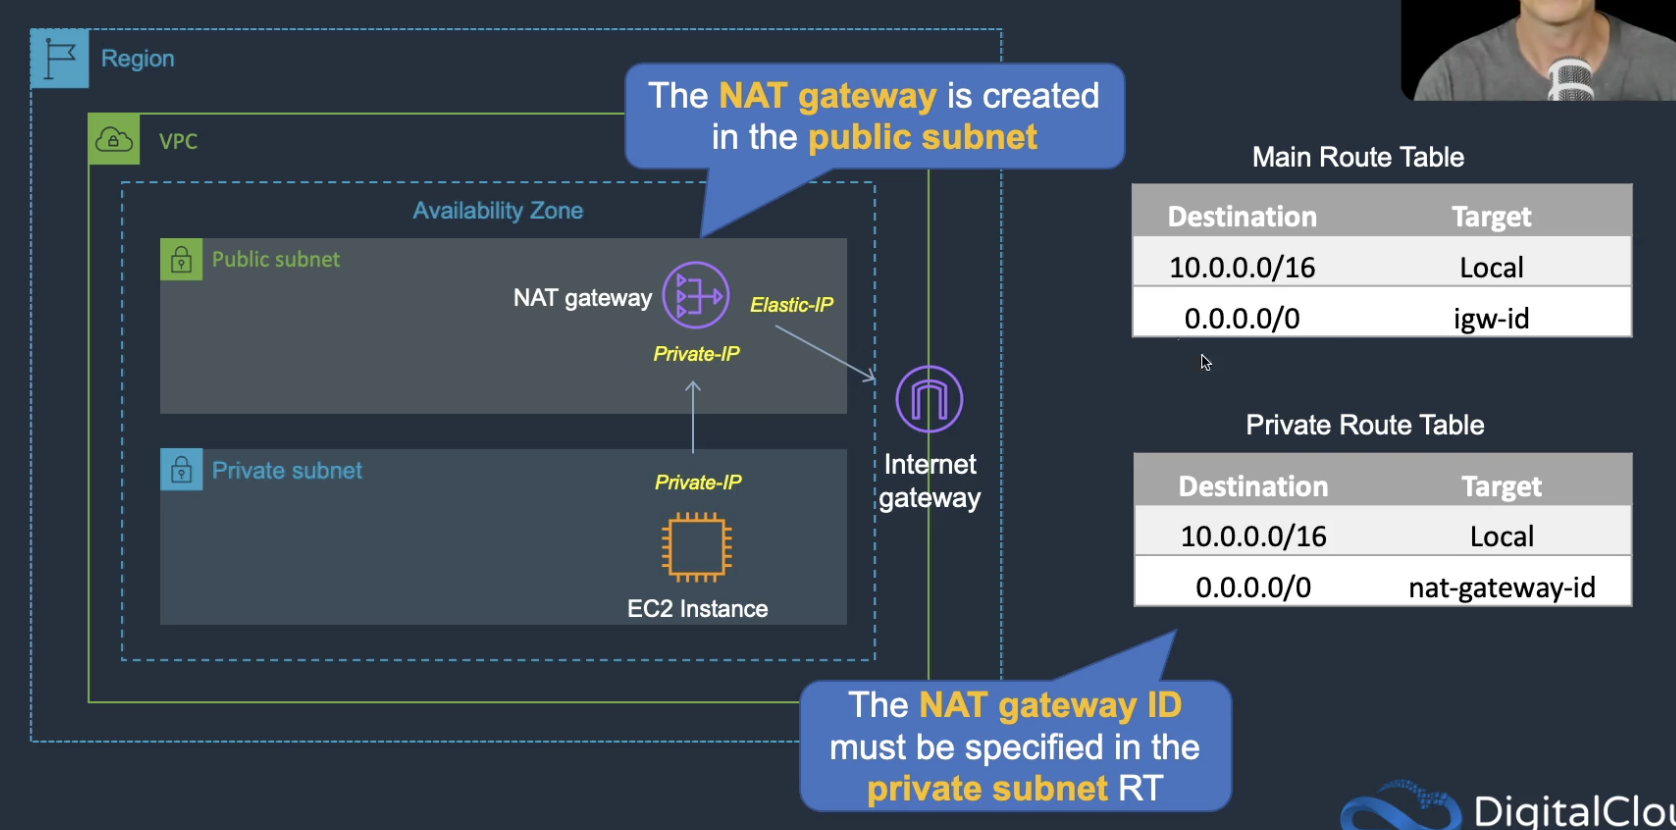 Region
The NAT gateway is created
in the public subnet
VPC
Availability Zone
Public subnet
NAT gateway
Elastic-IP
Private-IP
Internet
gateway
Private subnet
Private-IP
EC2 Instance
Main Route Table
Destination Target
10.0.0.0/16 Local
0.0.0.0/0 igw-id
Private Route Table
Destination Target
10.0.0.0/16 Local
0.0.0.0/0 nat-gateway-id
The NAT gateway ID
must be specified in the
private subnet RT